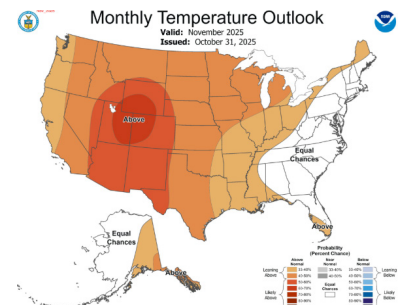 Monthly Temperature Outlook
Valid: November 2025
Issued: October 31, 2025
Above
Equal
Chances
Above
Equal
Chances
Above
Probability
(Percent Chance)
Above
Normal
Near
Normal
Below
Normal
Leaning
Above
33-40%
40-50%
33-40%
40-50%
33-40%
40-50%
Leaning
Below
50-60%
50-60%
Likely
Above
60-70%
70-80%
80-90%
Equal
Chances
60-70%
70-80%
80-90%
Likely
Below